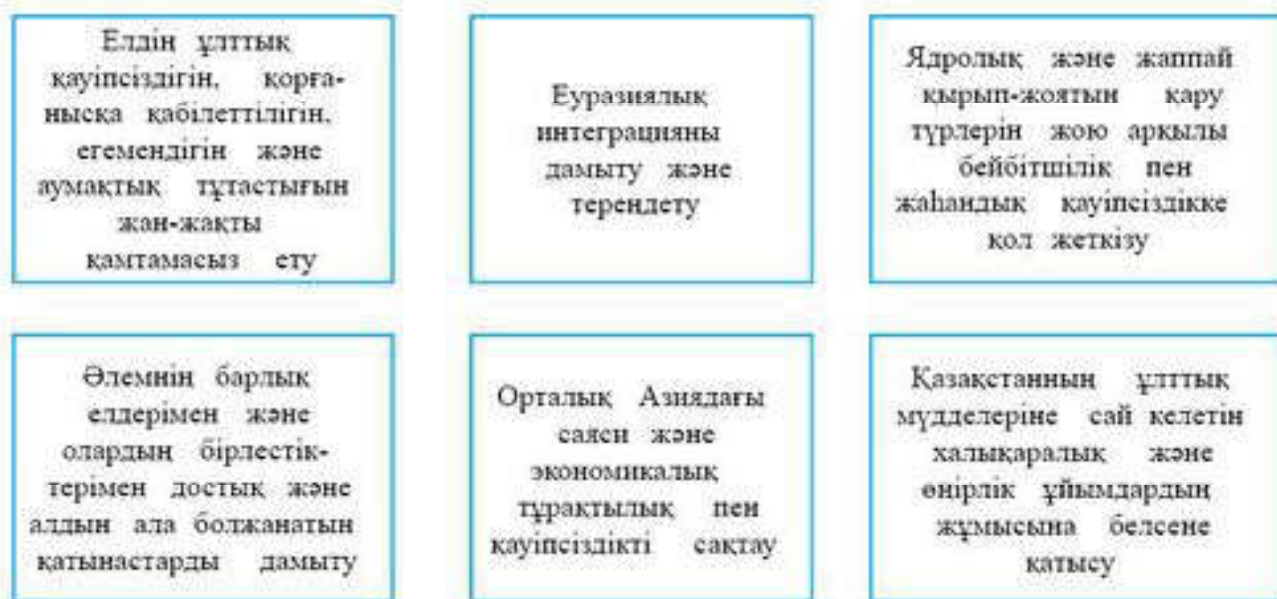 Елдің ұлттық
қауіпсіздігін, қорға-
нысқа қабілеттілігін,
егемендігін және
аумақтық тұтастығын
жан-жақты
қамтамасыз ету
Еуразиялық
интеграцияны
дамыту және
тереңдету
Ядролық және жаппай
қырып-жоятын қару
түрлерін жою арқылы
бейбітшілік пен
жаһандық қауіпсіздікке
қол жеткізу
Әлемнің барлық
елдерімен және
олардың бірлестік-
терімен достық және
алдын ала болжанатын
қатынастарды дамыту
Орталық Азиядағы
саяси және
экономикалық
тұрақтылық пен
қауіпсіздікті сақтау
Қазақстанның ұлттық
мүдделеріне сай келетін
халықаралық және
өңірлік ұйымдардың
жұмысына белсене
қатысу